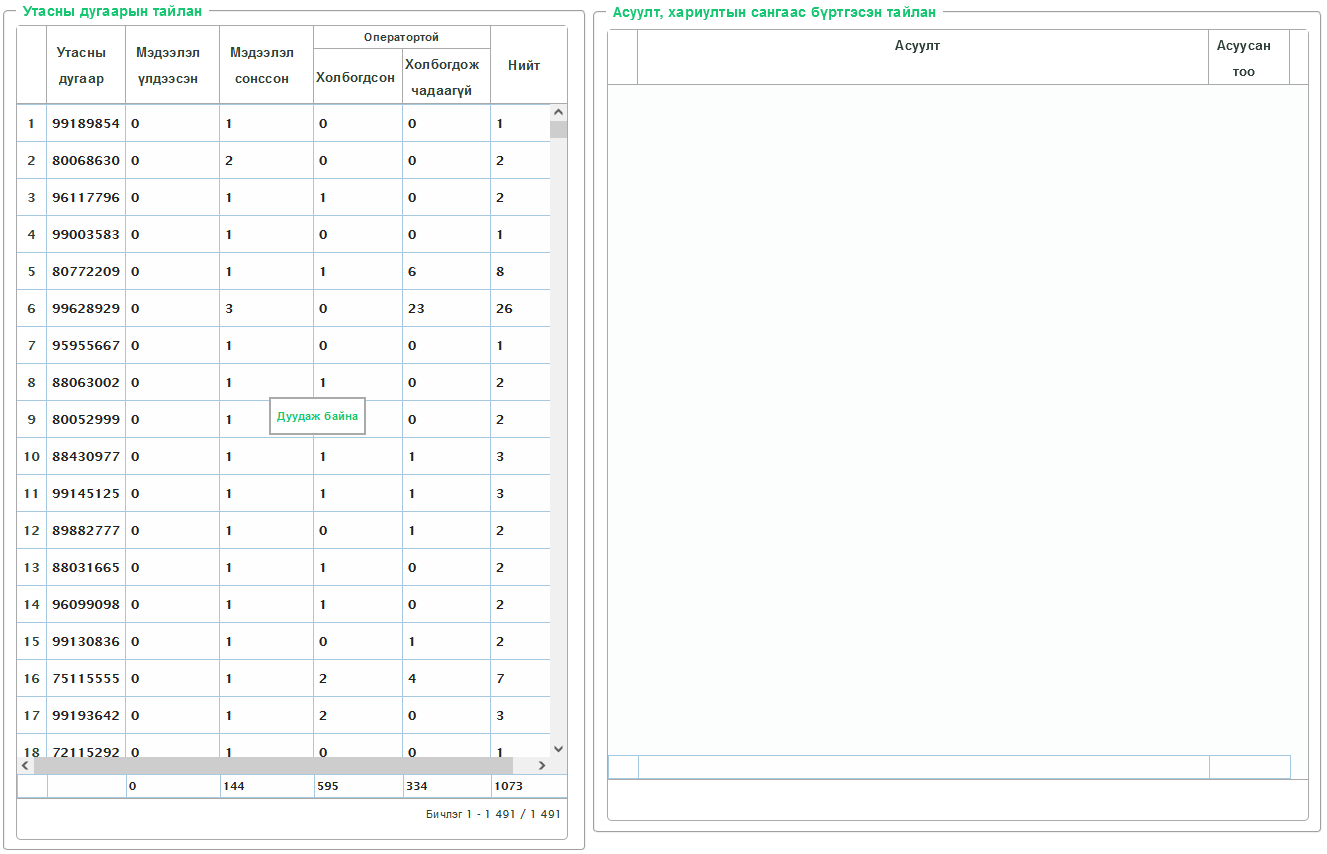 Утасны дугаарын тайлан
Утасны дугаар Мэдээлэл үлдээсэн Мэдээлэл сонссон Оператортой Холбогдсон Холбогдож чадаагүй Нийт
1 99189854 0 1 0 0 1
2 80068630 0 2 0 0 2
3 96117796 0 1 1 0 2
4 99003583 0 1 0 0 1
5 80772209 0 1 1 6 8
6 99628929 0 3 0 23 26
7 95955667 0 1 0 0 1
8 88063002 0 1 1 0 2
9 80052999 0 1 0 2
Дуудаж байна
10 88430977 0 1 1 1 3
11 99145125 0 1 1 1 3
12 89882777 0 1 0 1 2
13 88031665 0 1 1 0 2
14 96099098 0 1 1 0 2
15 99130836 0 1 0 1 2
16 75115555 0 1 2 4 7
17 99193642 0 1 2 0 3
18 72115292 0 1 0 0 1
0 144 595 334 1073
Бичлэг 1 - 1 491 / 1 491
Асуулт, хариултын сангаас бүртгэсэн тайлан
Асуулт Асуусан тоо